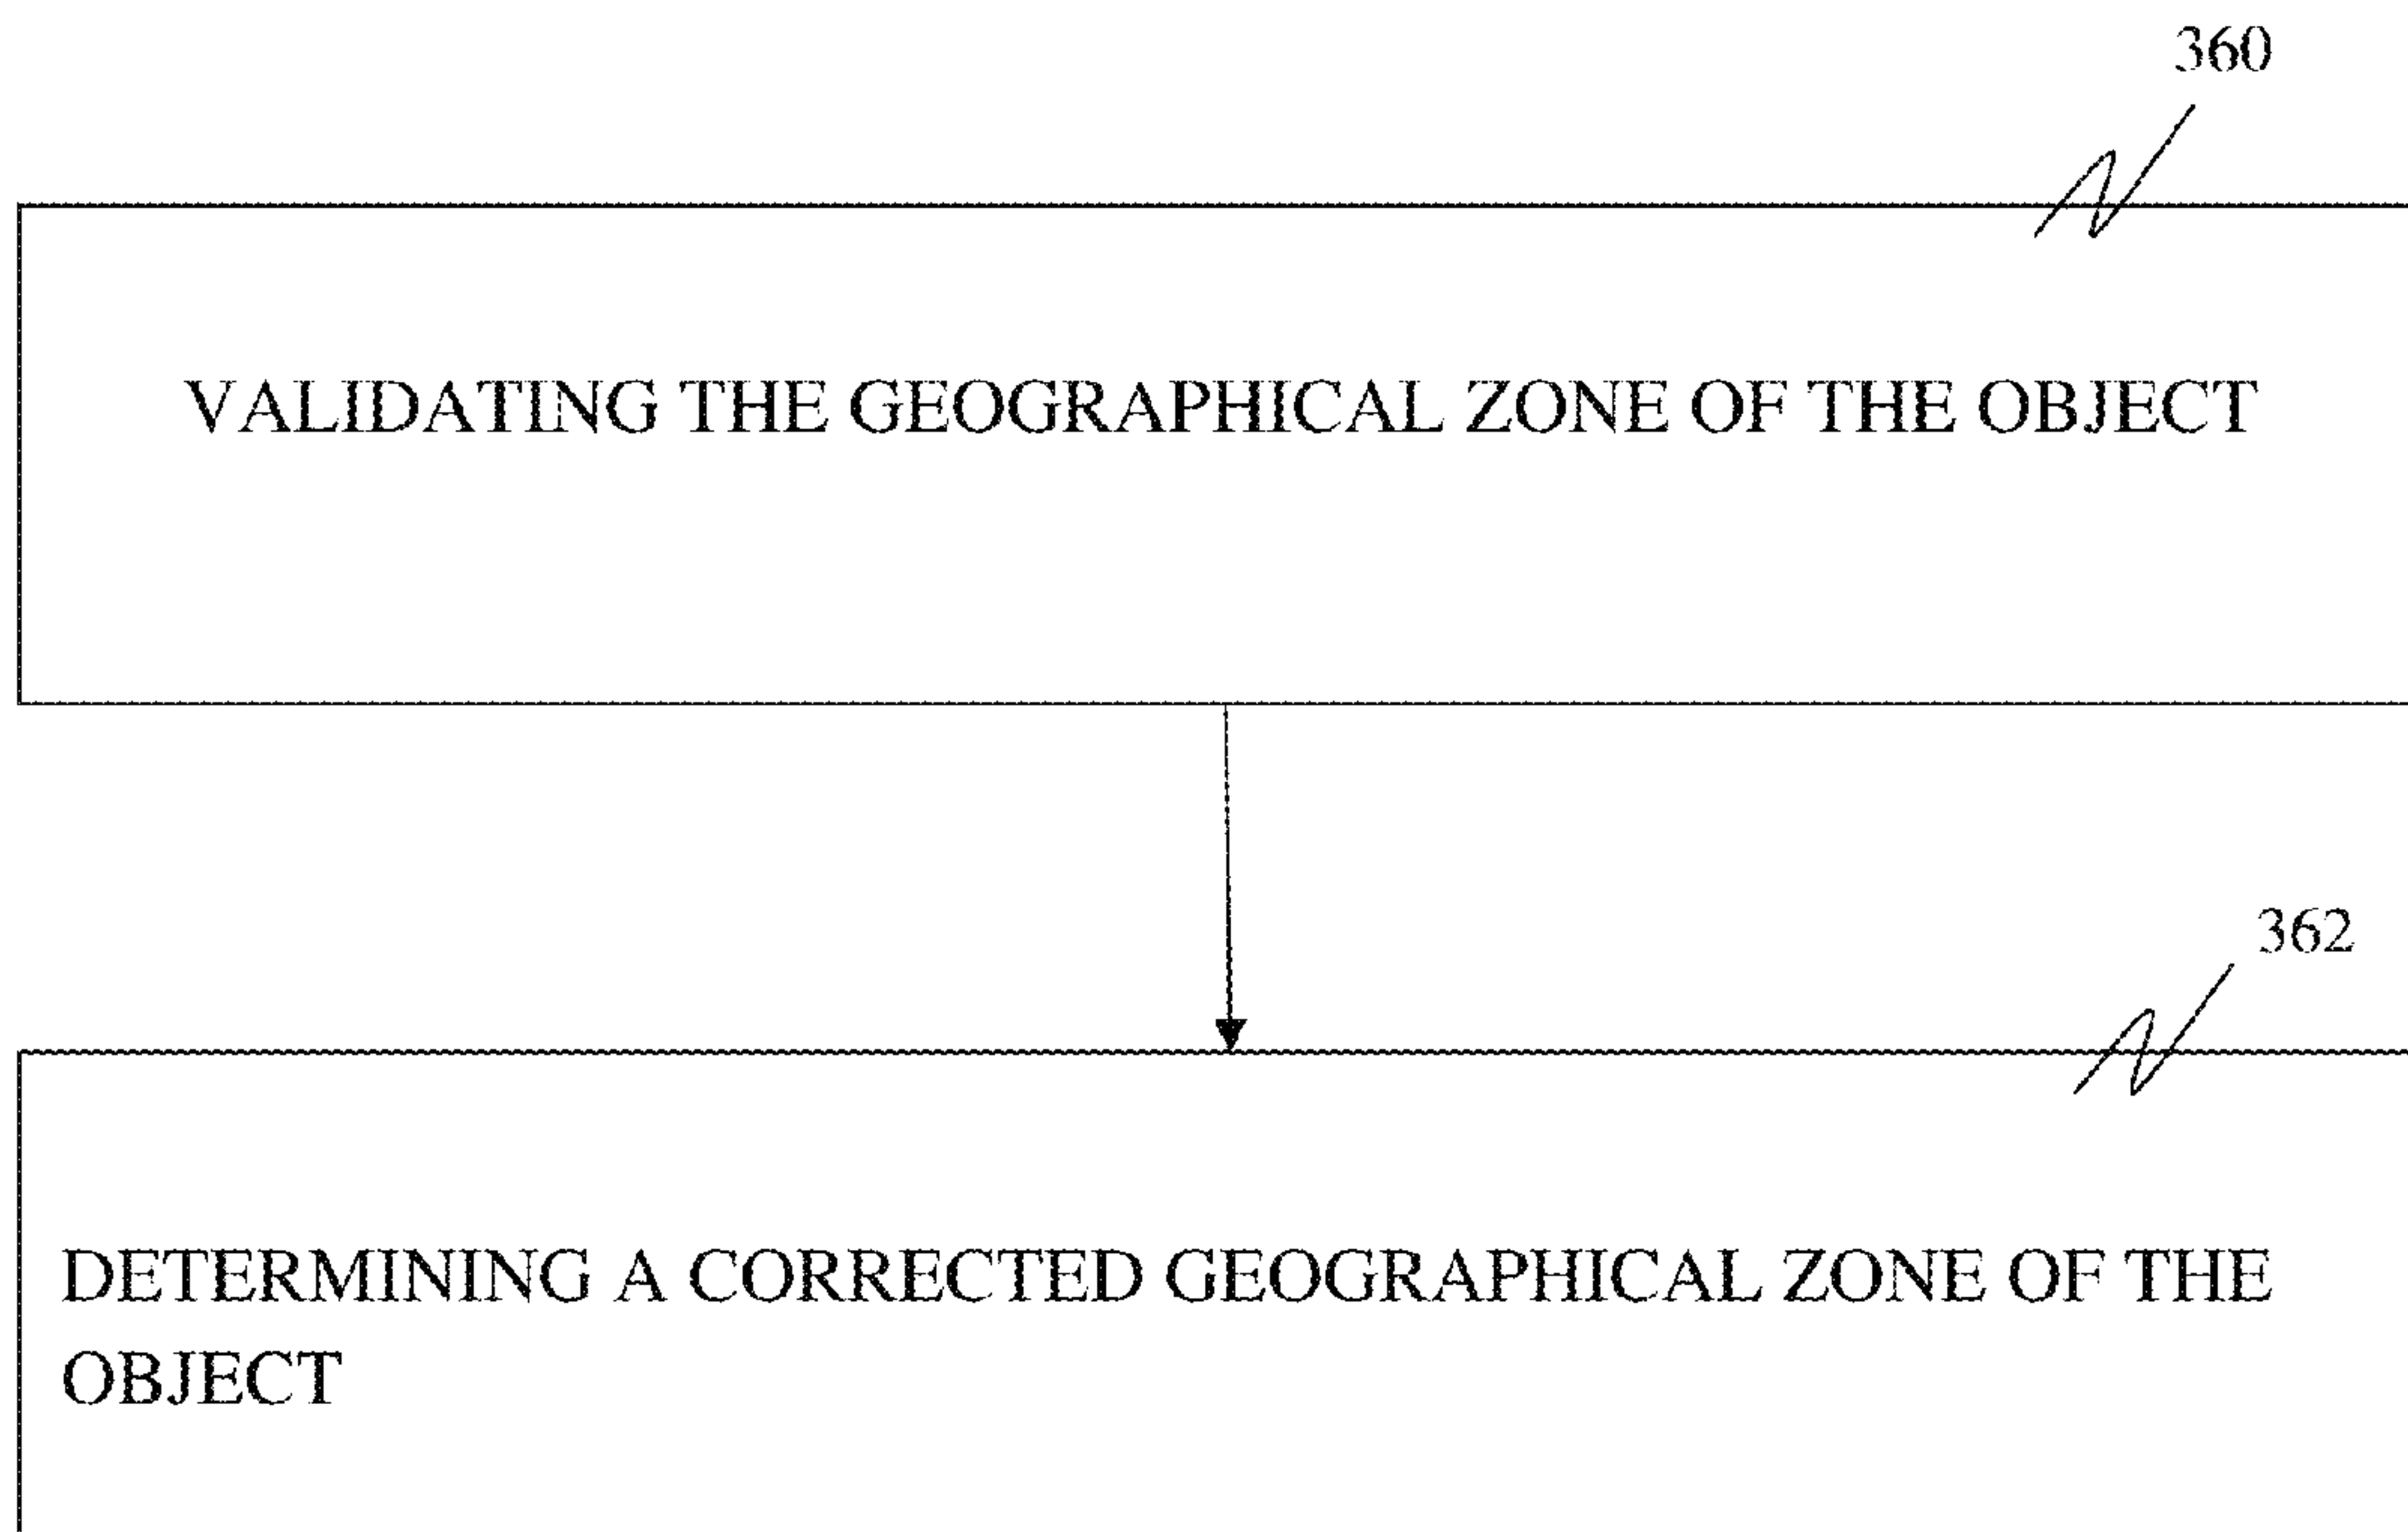 360
VALIDATING THE GEOGRAPHICAL ZONE OF THE OBJECT
362
DETERMINING A CORRECTED GEOGRAPHICAL ZONE OF THE
OBJECT